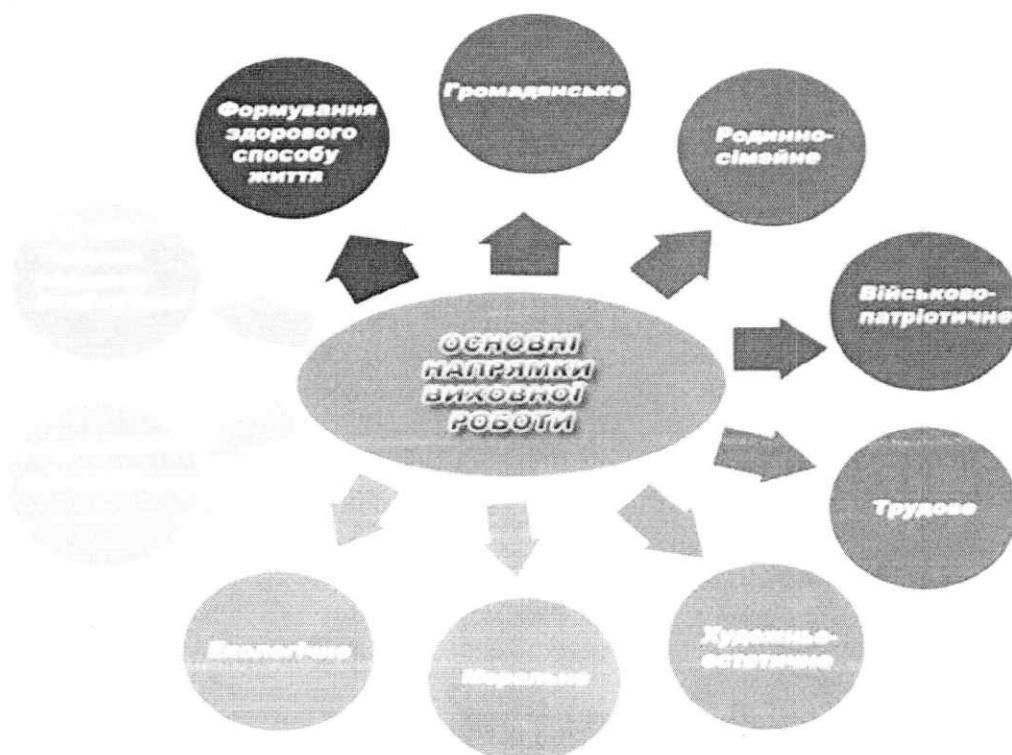 Формування
здорового
способу
життя
Громадянське
Родинно-
сімейне
Військово-
патріотичне
ОСНОВНІ
НАПРЯМКИ
ВИХОВНОЇ
РОБОТИ
Трудове
Художньо-
естетичне
Моральне
Екологічне